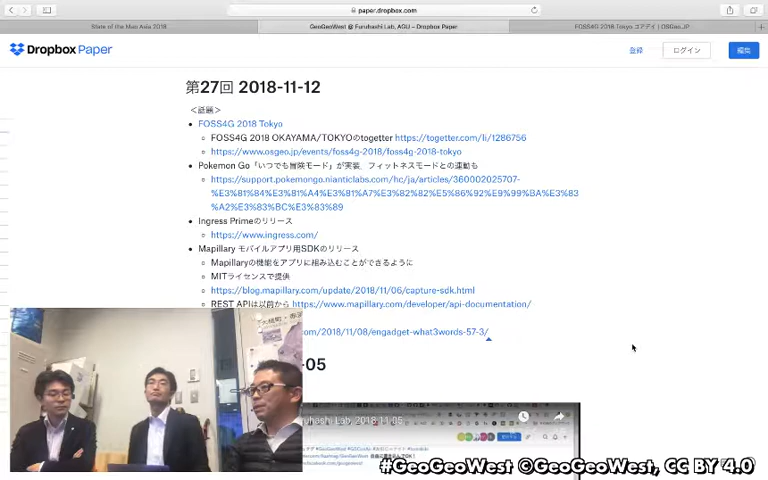 paper.dropbox.com
State of the Map Asia 2018
GeoGeoWest @ Furuhashi Lab, AGU – Dropbox Paper
FOSS4G 2018 Tokyo コアデイ | OSGeo.JP
Dropbox Paper
登録
ログイン
編集
第27回 2018-11-12
＜話題＞
FOSS4G 2018 Tokyo
FOSS4G 2018 OKAYAMA/TOKYOのtogetter https://togetter.com/li/1286756
https://www.osgeo.jp/events/foss4g-2018/foss4g-2018-tokyo
Pokemon Go「いつでも冒険モード」が実装。フィットネスモードとの連動も
https://support.pokemongo.nianticlabs.com/hc/ja/articles/360002025707-
%E3%81%84%E3%81%A4%E3%81%A7%E3%82%82%E5%86%92%E9%99%BA%E3%83
%A2%E3%83%BC%E3%83%89
Ingress Primeのリリース
https://www.ingress.com/
Mapillary モバイルアプリ用SDKのリリース
Mapillaryの機能をアプリに組み込むことができるように
MITライセンスで提供
https://blog.mapillary.com/update/2018/11/06/capture-sdk.html
REST APIは以前から https://www.mapillary.com/developer/api-documentation/
om/2018/11/08/engadget-what3words-57-3/
-05
ruhashi Lab, 2018-11-05
#GeoGeoWest ©GeoGeoWest, CC BY 4.0